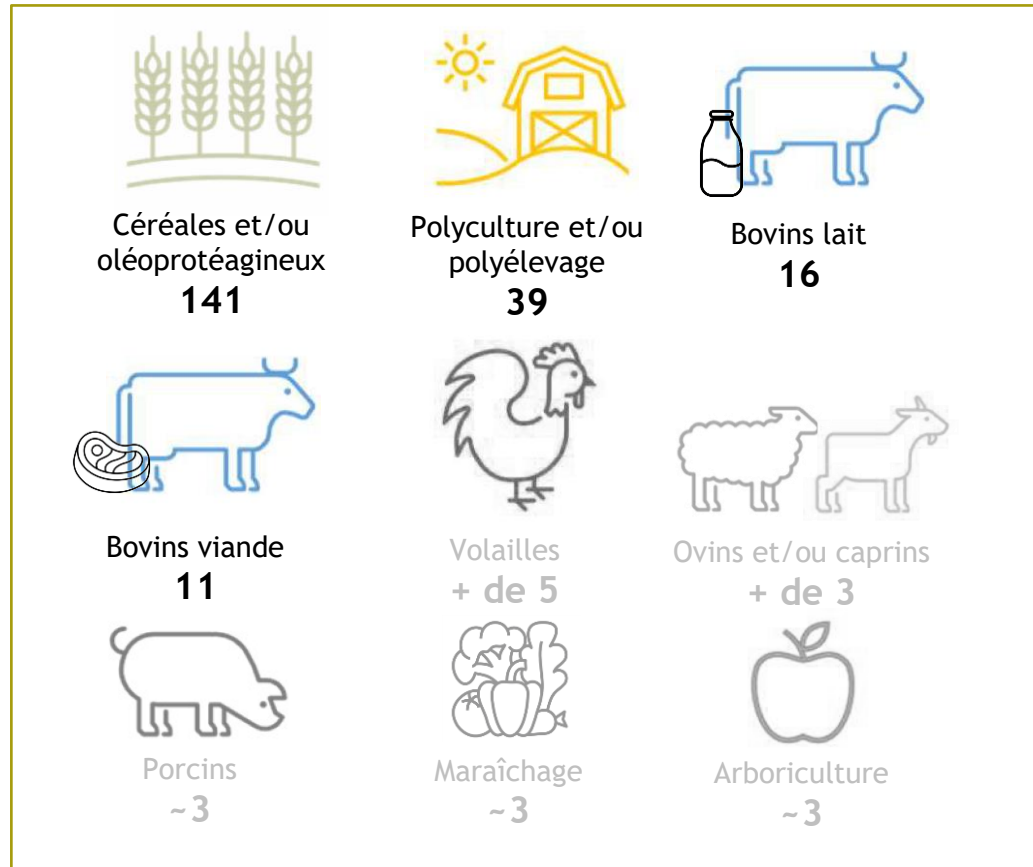 Céréales et/ou
oléoprotéagineux
141
Polyculture et/ou
polyélevage
39
Bovins lait
16
Bovins viande
11
Volailles
+ de 5
Ovins et/ou caprins
+ de 3
Porcins
~3
Maraîchage
~3
Arboriculture
~3